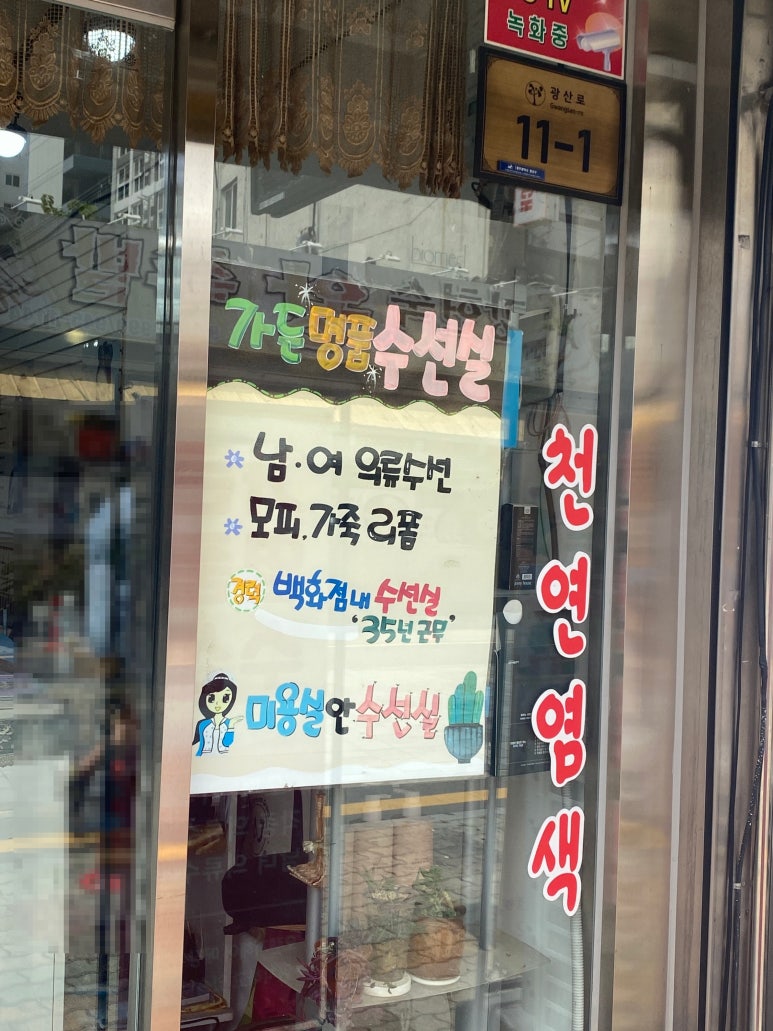 녹화중
광산로
11-1
biomed
가든명품수선실
남.여 의류수선
모피.가죽 리폼
경력 백화점내 수선실
'35년 근무'
미용실 안 수선실
천연염색